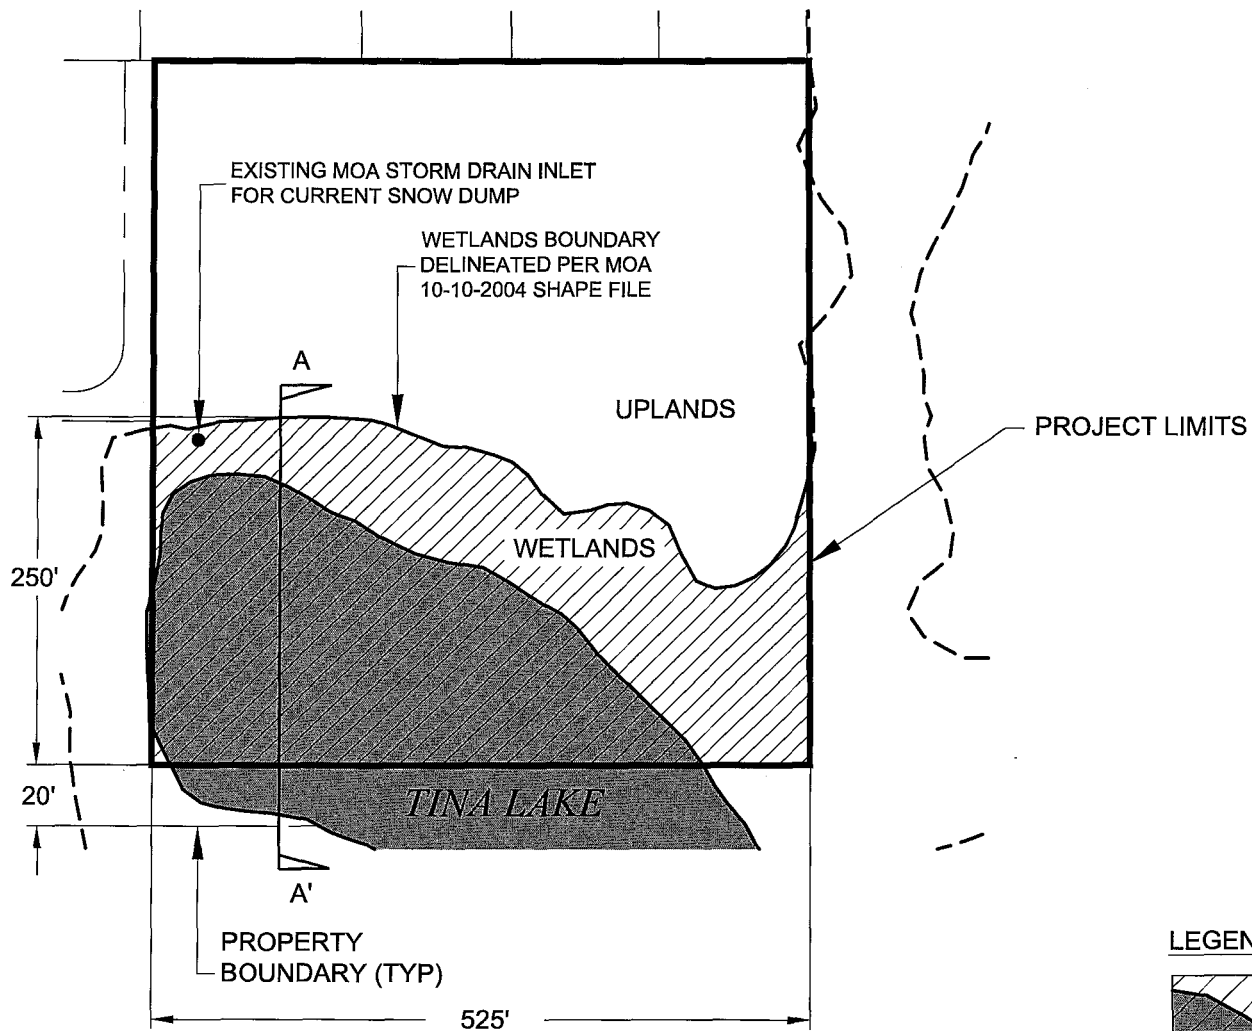 EXISTING MOA STORM DRAIN INLET
FOR CURRENT SNOW DUMP
WETLANDS BOUNDARY
DELINEATED PER MOA
10-10-2004 SHAPE FILE
A
UPLANDS
PROJECT LIMITS
WETLANDS
250'
20'
TINA LAKE
A'
PROPERTY
BOUNDARY (TYP)
LEGEN
525'